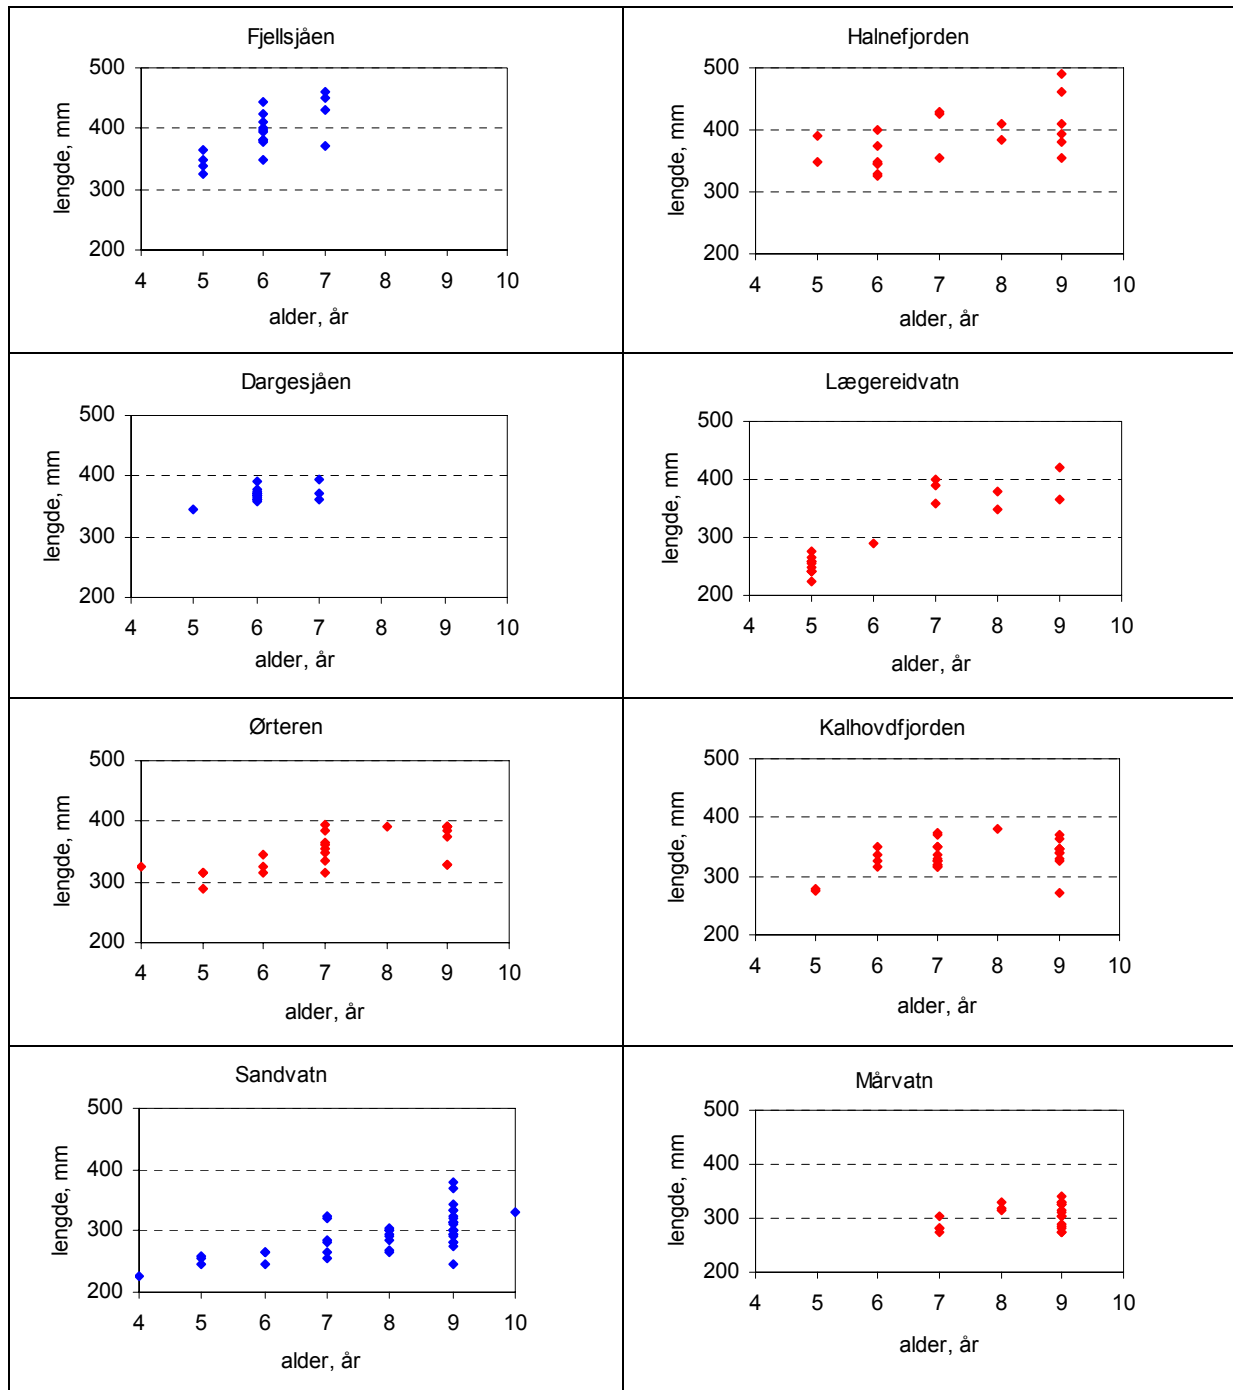 Fjellsjåen
500
400
300
200
4 5 6 7 8 9 10
lengde, mm
alder, år
Halnefjorden
500
400
300
200
4 5 6 7 8 9 10
lengde, mm
alder, år
Dargesjåen
500
400
300
200
4 5 6 7 8 9 10
lengde, mm
alder, år
Lægereidvatn
500
400
300
200
4 5 6 7 8 9 10
lengde, mm
alder, år
Ørteren
500
400
300
200
4 5 6 7 8 9 10
lengde, mm
alder, år
Kalhovdfjorden
500
400
300
200
4 5 6 7 8 9 10
lengde, mm
alder, år
Sandvatn
500
400
300
200
4 5 6 7 8 9 10
lengde, mm
alder, år
Mårvatn
500
400
300
200
4 5 6 7 8 9 10
lengde, mm
alder, år